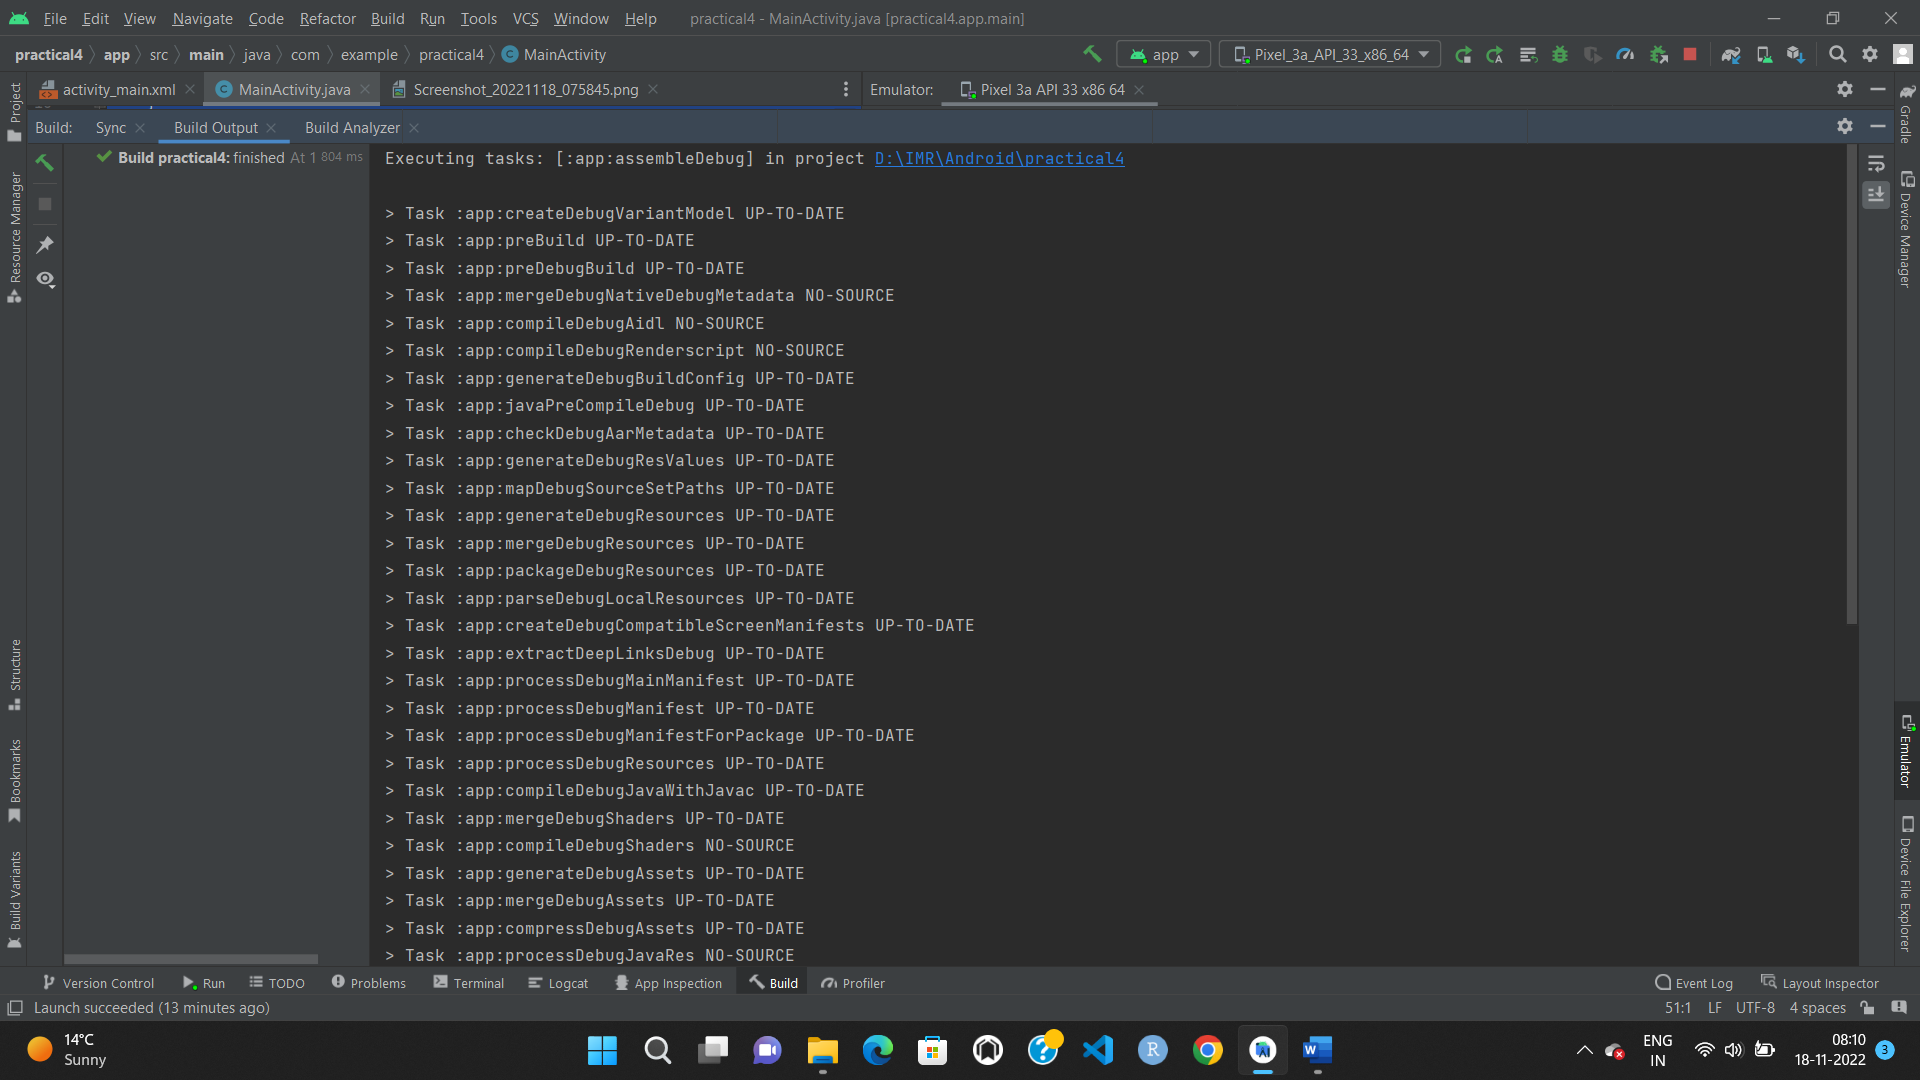 File Edit View Navigate Code Refactor Build Run Tools VCS Window Help practical4 - MainActivity.java [practical4.app.main]
practical4 app src main java com example practical4 MainActivity app Pixel_3a_API_33_x86_64
activity_main.xml MainActivity.java Screenshot_20221118_075845.png Emulator: Pixel 3a API 33 x86 64
Build: Sync Build Output Build Analyzer
Build practical4: finished At 1 804 ms
Executing tasks: [:app:assembleDebug] in project D:\IMR\Android\practical4
> Task :app:createDebugVariantModel UP-TO-DATE
> Task :app:preBuild UP-TO-DATE
> Task :app:preDebugBuild UP-TO-DATE
> Task :app:mergeDebugNativeDebugMetadata NO-SOURCE
> Task :app:compileDebugAidl NO-SOURCE
> Task :app:compileDebugRenderscript NO-SOURCE
> Task :app:generateDebugBuildConfig UP-TO-DATE
> Task :app:javaPreCompileDebug UP-TO-DATE
> Task :app:checkDebugAarMetadata UP-TO-DATE
> Task :app:generateDebugResValues UP-TO-DATE
> Task :app:mapDebugSourceSetPaths UP-TO-DATE
> Task :app:generateDebugResources UP-TO-DATE
> Task :app:mergeDebugResources UP-TO-DATE
> Task :app:packageDebugResources UP-TO-DATE
> Task :app:parseDebugLocalResources UP-TO-DATE
> Task :app:createDebugCompatibleScreenManifests UP-TO-DATE
> Task :app:extractDeepLinksDebug UP-TO-DATE
> Task :app:processDebugMainManifest UP-TO-DATE
> Task :app:processDebugManifest UP-TO-DATE
> Task :app:processDebugManifestForPackage UP-TO-DATE
> Task :app:processDebugResources UP-TO-DATE
> Task :app:compileDebugJavaWithJavac UP-TO-DATE
> Task :app:mergeDebugShaders UP-TO-DATE
> Task :app:compileDebugShaders NO-SOURCE
> Task :app:generateDebugAssets UP-TO-DATE
> Task :app:mergeDebugAssets UP-TO-DATE
> Task :app:compressDebugAssets UP-TO-DATE
> Task :app:processDebugJavaRes NO-SOURCE
Project
Resource Manager
Structure
Bookmarks
Build Variants
Gradle
Device Manager
Emulator
Device File Explorer
Version Control Run TODO Problems Terminal Logcat App Inspection Build Profiler Event Log Layout Inspector
Launch succeeded (13 minutes ago) 51:1 LF UTF-8 4 spaces
14°C
Sunny
ENG
IN
08:10
18-11-2022
3